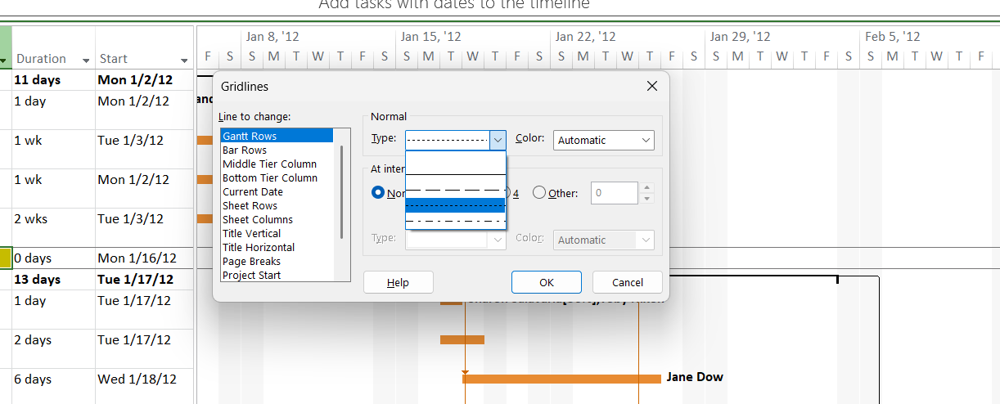 Add tasks with dates to the timeline
Jan 8, '12 Jan 15, '12 Jan 22, '12 Jan 29, '12 Feb 5, '12
Duration Start F S S M T W T F S S M T W T F S S M T W T F S S M T W T F S S M T W T F
11 days Mon 1/2/12
1 day Mon 1/2/12
1 wk Tue 1/3/12
1 wk Mon 1/2/12
2 wks Tue 1/3/12
0 days Mon 1/16/12
13 days Tue 1/17/12
1 day Tue 1/17/12
2 days Tue 1/17/12
6 days Wed 1/18/12
Jane Dow
Gridlines
Line to change:
Gantt Rows
Bar Rows
Middle Tier Column
Bottom Tier Column
Current Date
Sheet Rows
Sheet Columns
Title Vertical
Title Horizontal
Page Breaks
Project Start
Normal
Type: Color: Automatic
At inter
Non 4 Other: 0
Type: Color: Automatic
Help OK Cancel